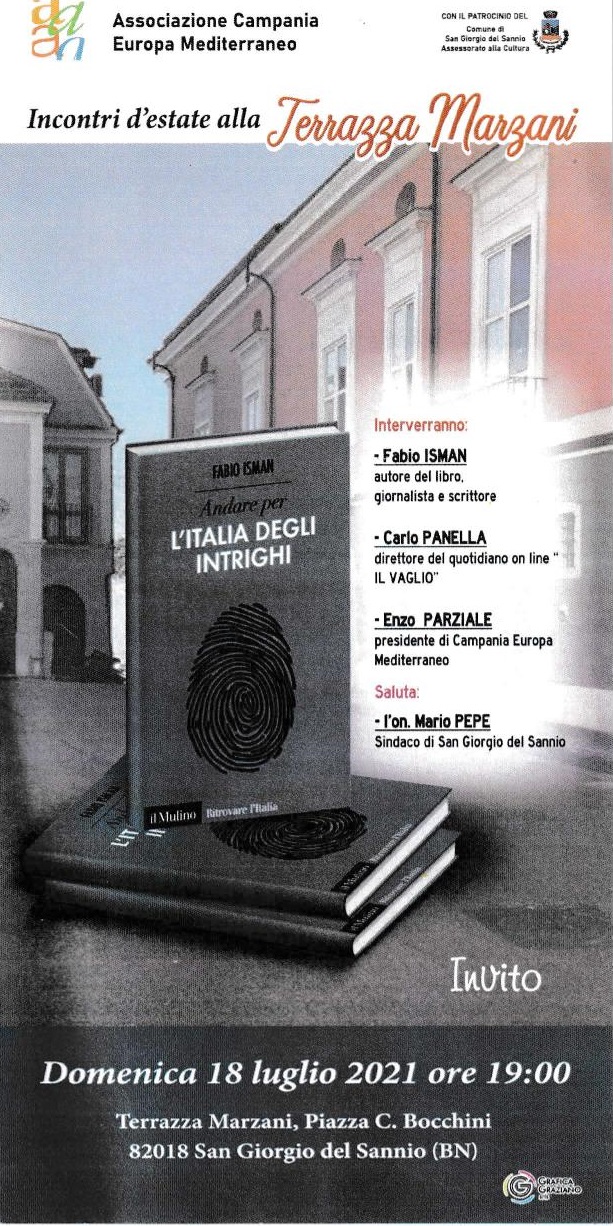 Associazione Campania
Europa Mediterraneo
CON IL PATROCINIO DEL
Comune di
San Giorgio del Sannio
Assessorato alla Cultura
Incontri d'estate alla Terrazza Marzani
Interverranno:
- Fabio ISMAN
autore del libro,
giornalista e scrittore
- Carlo PANELLA
direttore del quotidiano on line "
IL VAGLIO"
- Enzo PARZIALE
presidente di Campania Europa
Mediterraneo
Saluta:
- l'on. Mario PEPE
Sindaco di San Giorgio del Sannio
FABIO ISMAN
Andare per
L'ITALIA DEGLI
INTRIGHI
il Mulino Ritrovare l'Italia
Invito
Domenica 18 luglio 2021 ore 19:00
Terrazza Marzani, Piazza C. Bocchini
82018 San Giorgio del Sannio (BN)
GRAFICA
GRAZIANO